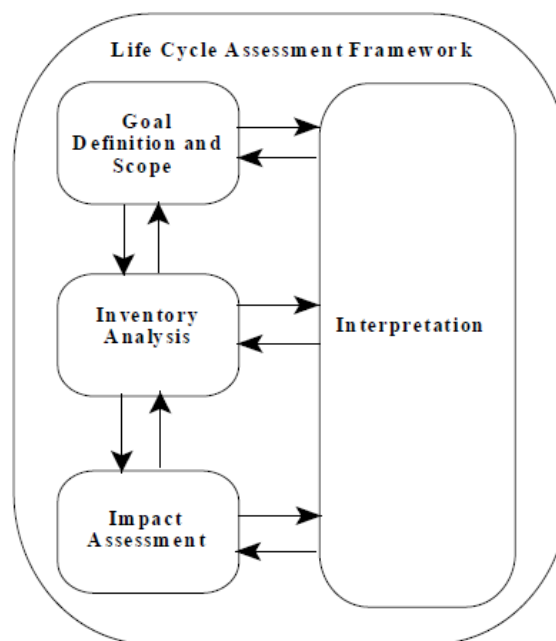 Life Cycle Assessment Framework
Goal
Definition and
Scope
Inventory
Analysis
Interpretation
Impact
Assessment